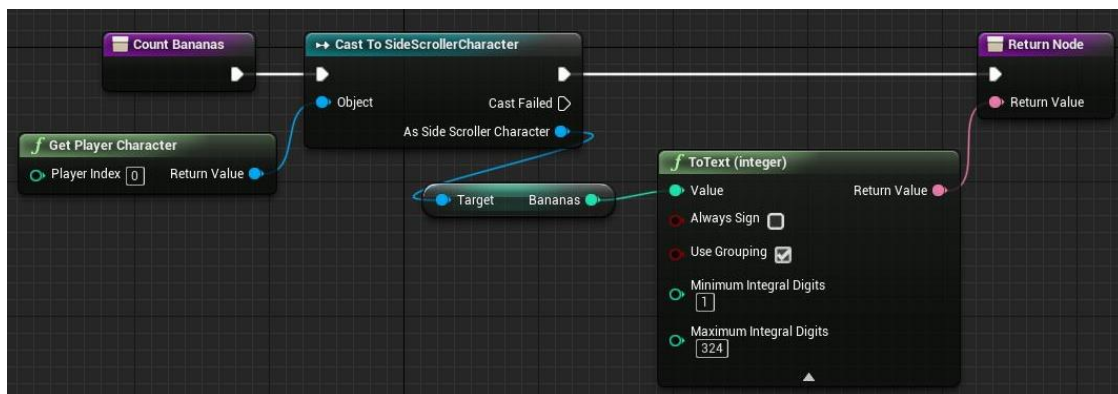 Count Bananas
Cast To SideScrollerCharacter
Object
Cast Failed
As Side Scroller Character
f Get Player Character
Player Index 0 Return Value
Target Bananas
f ToText (integer)
Value Return Value
Always Sign
Use Grouping
Minimum Integral Digits
1
Maximum Integral Digits
324
Return Node
Return Value